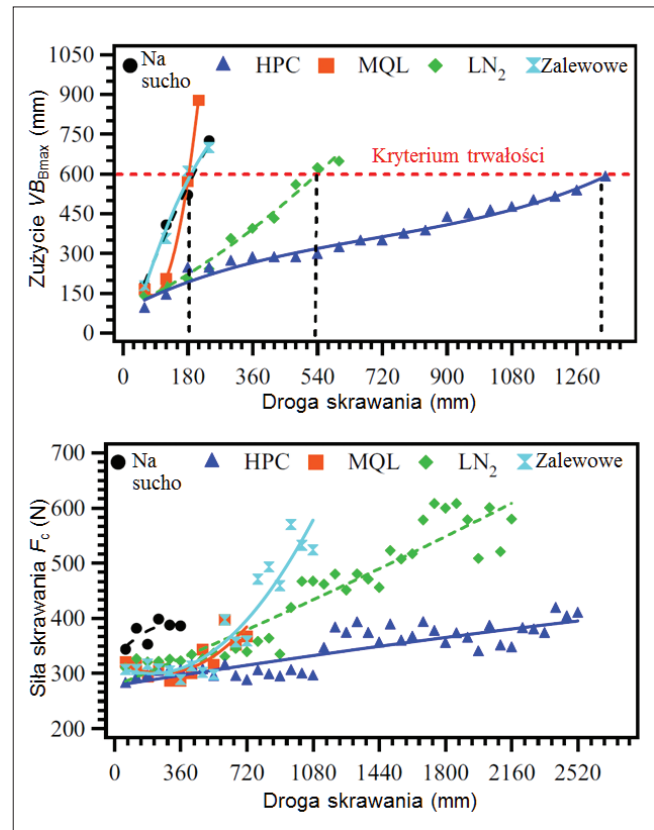 1050
900
750
600
450
300
150
0
Zużycie VB_Bmax (mm)
Na sucho
HPC
MQL
LN₂
Zalewowe
Kryterium trwałości
0 180 360 540 720 900 1080 1260
Droga skrawania (mm)
700
600
500
400
300
200
Siła skrawania F_c (N)
Na sucho
HPC
MQL
LN₂
Zalewowe
0 360 720 1080 1440 1800 2160 2520
Droga skrawania (mm)